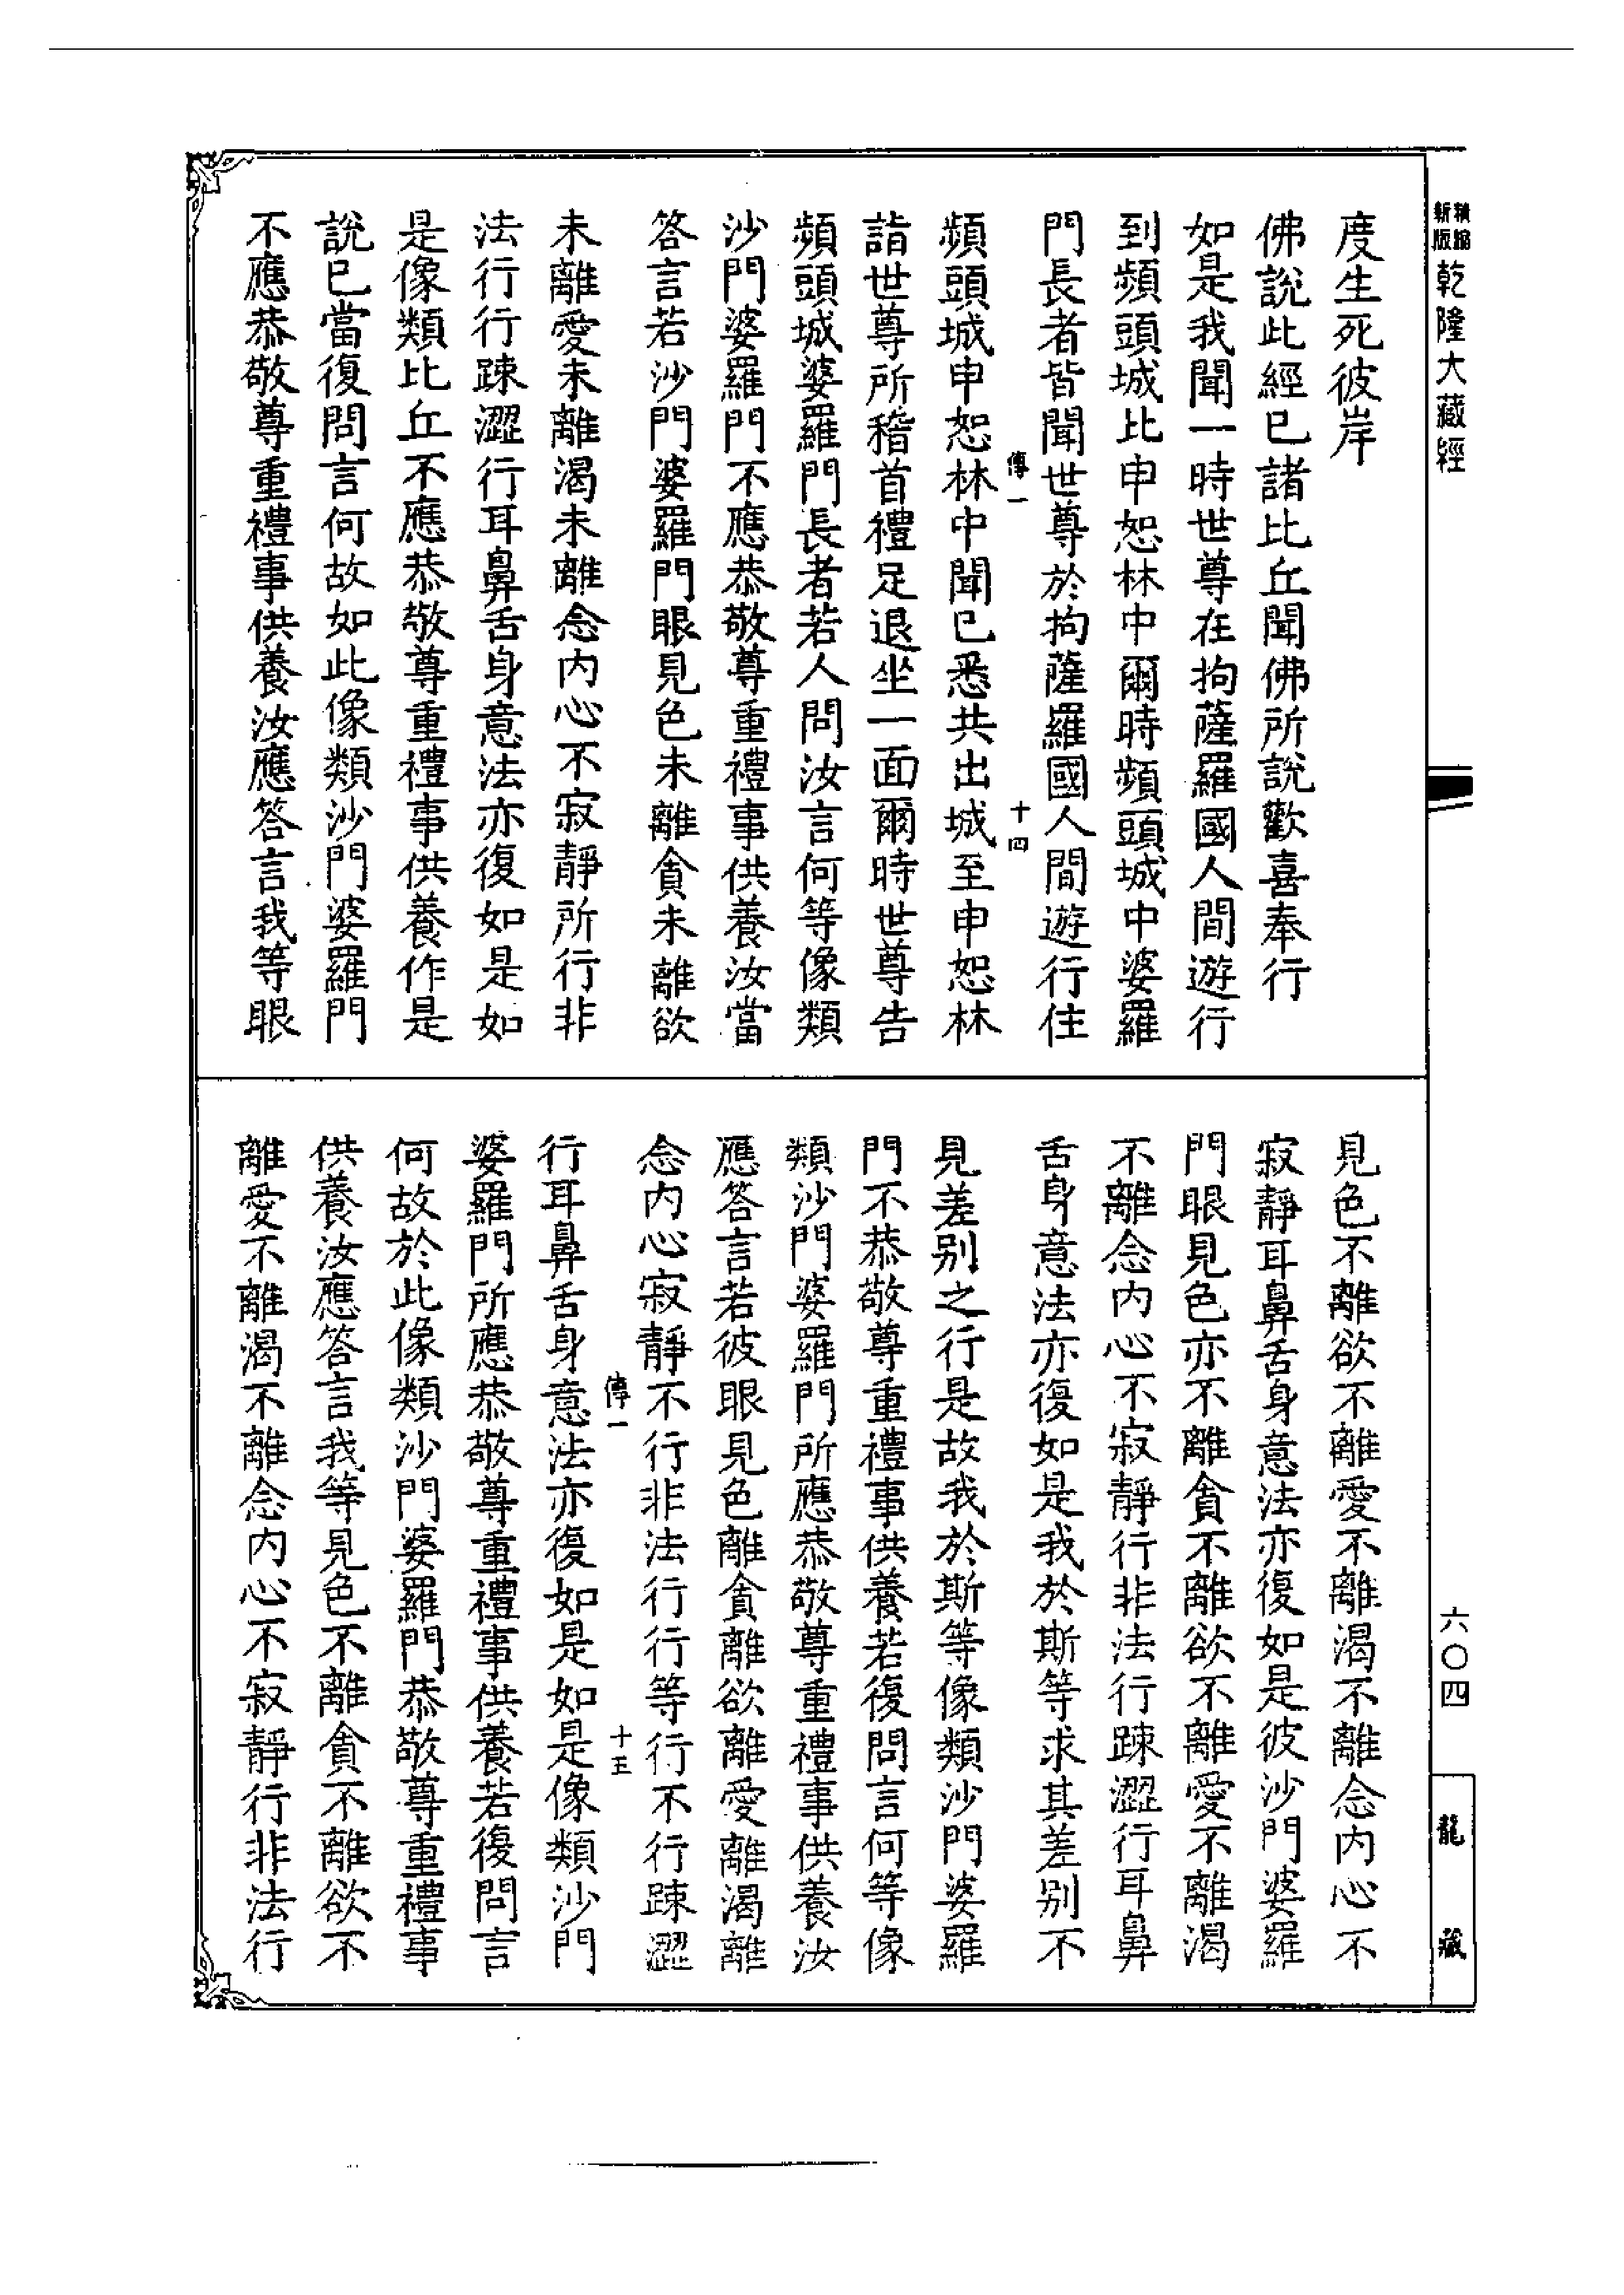 新版
精縮
乾隆大藏經
六〇四
龍藏
度生死彼岸
佛說此經已諸比丘聞佛所說歡喜奉行
如是我聞一時世尊在拘薩羅國人間遊行
到頻頭城比申恕林中爾時頻頭城中婆羅
門長者皆聞世尊於拘薩羅國人間遊行住
傳一 十四
頻頭城申恕林中聞已悉共出城至申恕林
詣世尊所稽首禮足退坐一面爾時世尊告
頻頭城婆羅門長者若人問汝言何等像類
沙門婆羅門不應恭敬尊重禮事供養汝當
答言若沙門婆羅門眼見色未離貪未離欲
未離愛未離渴未離念內心不寂靜所行非
法行行踈澀行耳鼻舌身意法亦復如是如
是像類比丘不應恭敬尊重禮事供養作是
說已當復問言何故如此像類沙門婆羅門
不應恭敬尊重禮事供養汝應答言我等眼
見色不離欲不離愛不離渴不離念內心不
寂靜耳鼻舌身意法亦復如是彼沙門婆羅
門眼見色亦不離貪不離欲不離愛不離渴
不離念內心不寂靜行非法行踈澀行耳鼻
舌身意法亦復如是我於斯等求其差別不
見差別之行是故我於斯等像類沙門婆羅
門不恭敬尊重禮事供養若復問言何等像
類沙門婆羅門所應恭敬尊重禮事供養汝
應答言若彼眼見色離貪離欲離愛離渴離
念內心寂靜不行非法行行等行不行踈澀
傳一 十五
行耳鼻舌身意法亦復如是如是像類沙門
婆羅門所應恭敬尊重禮事供養若復問言
何故於此像類沙門婆羅門恭敬尊重禮事
供養汝應答言我等見色不離貪不離欲不
離愛不離渴不離念內心不寂靜行非法行